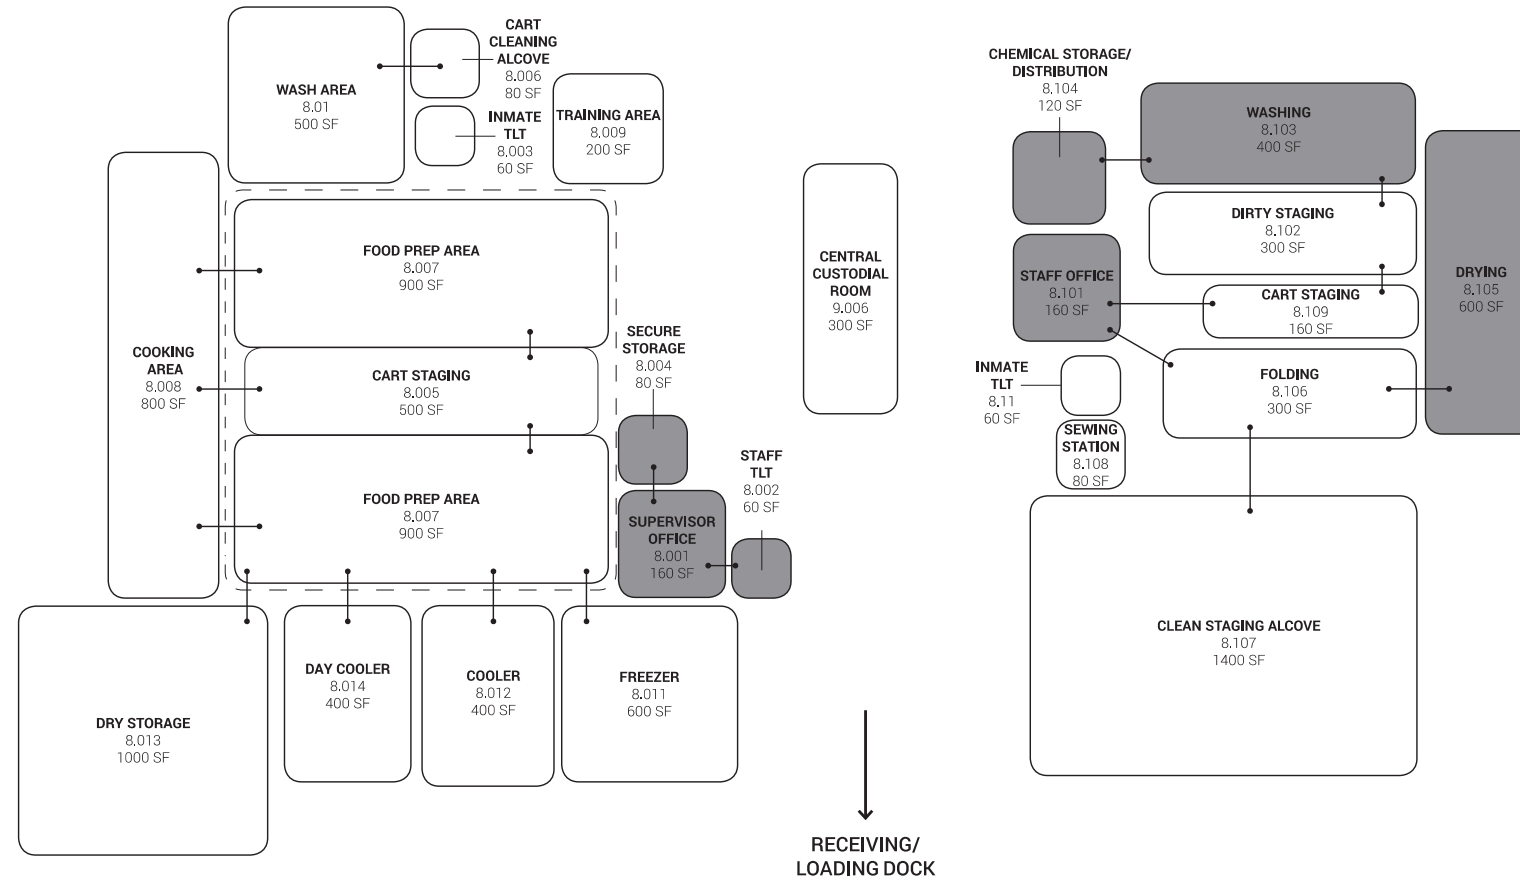 WASH AREA
8.01
500 SF
CART
CLEANING
ALCOVE
8.006
80 SF
INMATE
TLT
8.003
60 SF
TRAINING AREA
8.009
200 SF
COOKING
AREA
8.008
800 SF
FOOD PREP AREA
8.007
900 SF
CART STAGING
8.005
500 SF
FOOD PREP AREA
8.007
900 SF
SECURE
STORAGE
8.004
80 SF
SUPERVISOR
OFFICE
8.001
160 SF
STAFF
TLT
8.002
60 SF
DRY STORAGE
8.013
1000 SF
DAY COOLER
8.014
400 SF
COOLER
8.012
400 SF
FREEZER
8.011
600 SF
CENTRAL
CUSTODIAL
ROOM
9.006
300 SF
RECEIVING/
LOADING DOCK
CHEMICAL STORAGE/
DISTRIBUTION
8.104
120 SF
WASHING
8.103
400 SF
DIRTY STAGING
8.102
300 SF
STAFF OFFICE
8.101
160 SF
CART STAGING
8.109
160 SF
DRYING
8.105
600 SF
INMATE
TLT
8.11
60 SF
FOLDING
8.106
300 SF
SEWING
STATION
8.108
80 SF
CLEAN STAGING ALCOVE
8.107
1400 SF